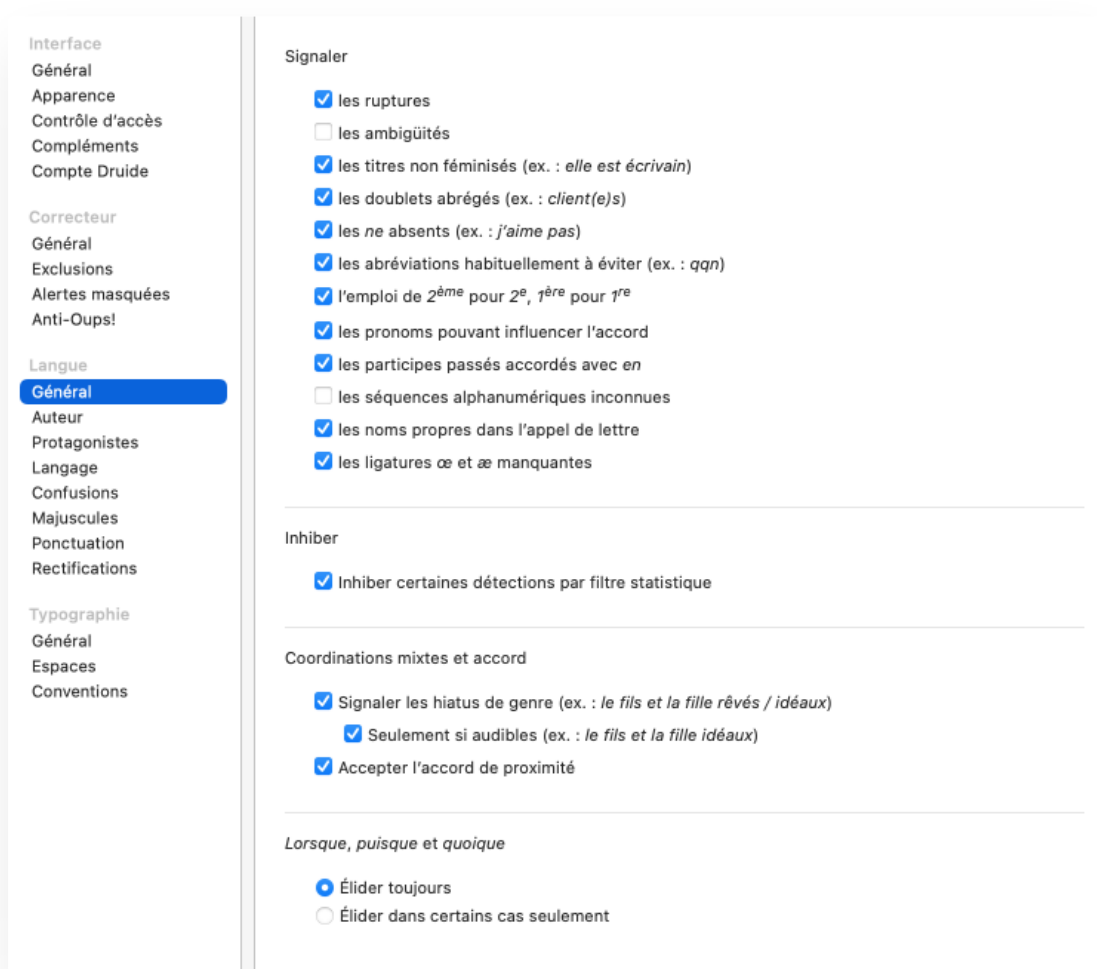 Interface
Général
Apparence
Contrôle d'accès
Compléments
Compte Druide
Correcteur
Général
Exclusions
Alertes masquées
Anti-Oups!
Langue
Général
Auteur
Protagonistes
Langage
Confusions
Majuscules
Ponctuation
Rectifications
Typographie
Général
Espaces
Conventions
Signaler
les ruptures
les ambigüités
les titres non féminisés (ex. : elle est écrivain)
les doublets abrégés (ex. : client(e)s)
les ne absents (ex. : j'aime pas)
les abréviations habituellement à éviter (ex. : qqn)
l'emploi de 2ème pour 2e, 1ère pour 1re
les pronoms pouvant influencer l'accord
les participes passés accordés avec en
les séquences alphanumériques inconnues
les noms propres dans l'appel de lettre
les ligatures œ et æ manquantes
Inhiber
Inhiber certaines détections par filtre statistique
Coordinations mixtes et accord
Signaler les hiatus de genre (ex. : le fils et la fille rêvés / idéaux)
Seulement si audibles (ex. : le fils et la fille idéaux)
Accepter l'accord de proximité
Lorsque, puisque et quoique
Élider toujours
Élider dans certains cas seulement